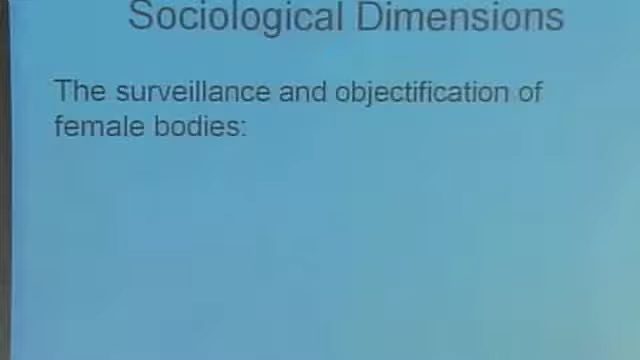 Sociological Dimensions
The surveillance and objectification of
female bodies: